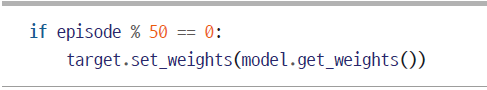 if episode % 50 == 0:
    target.set_weights(model.get_weights())